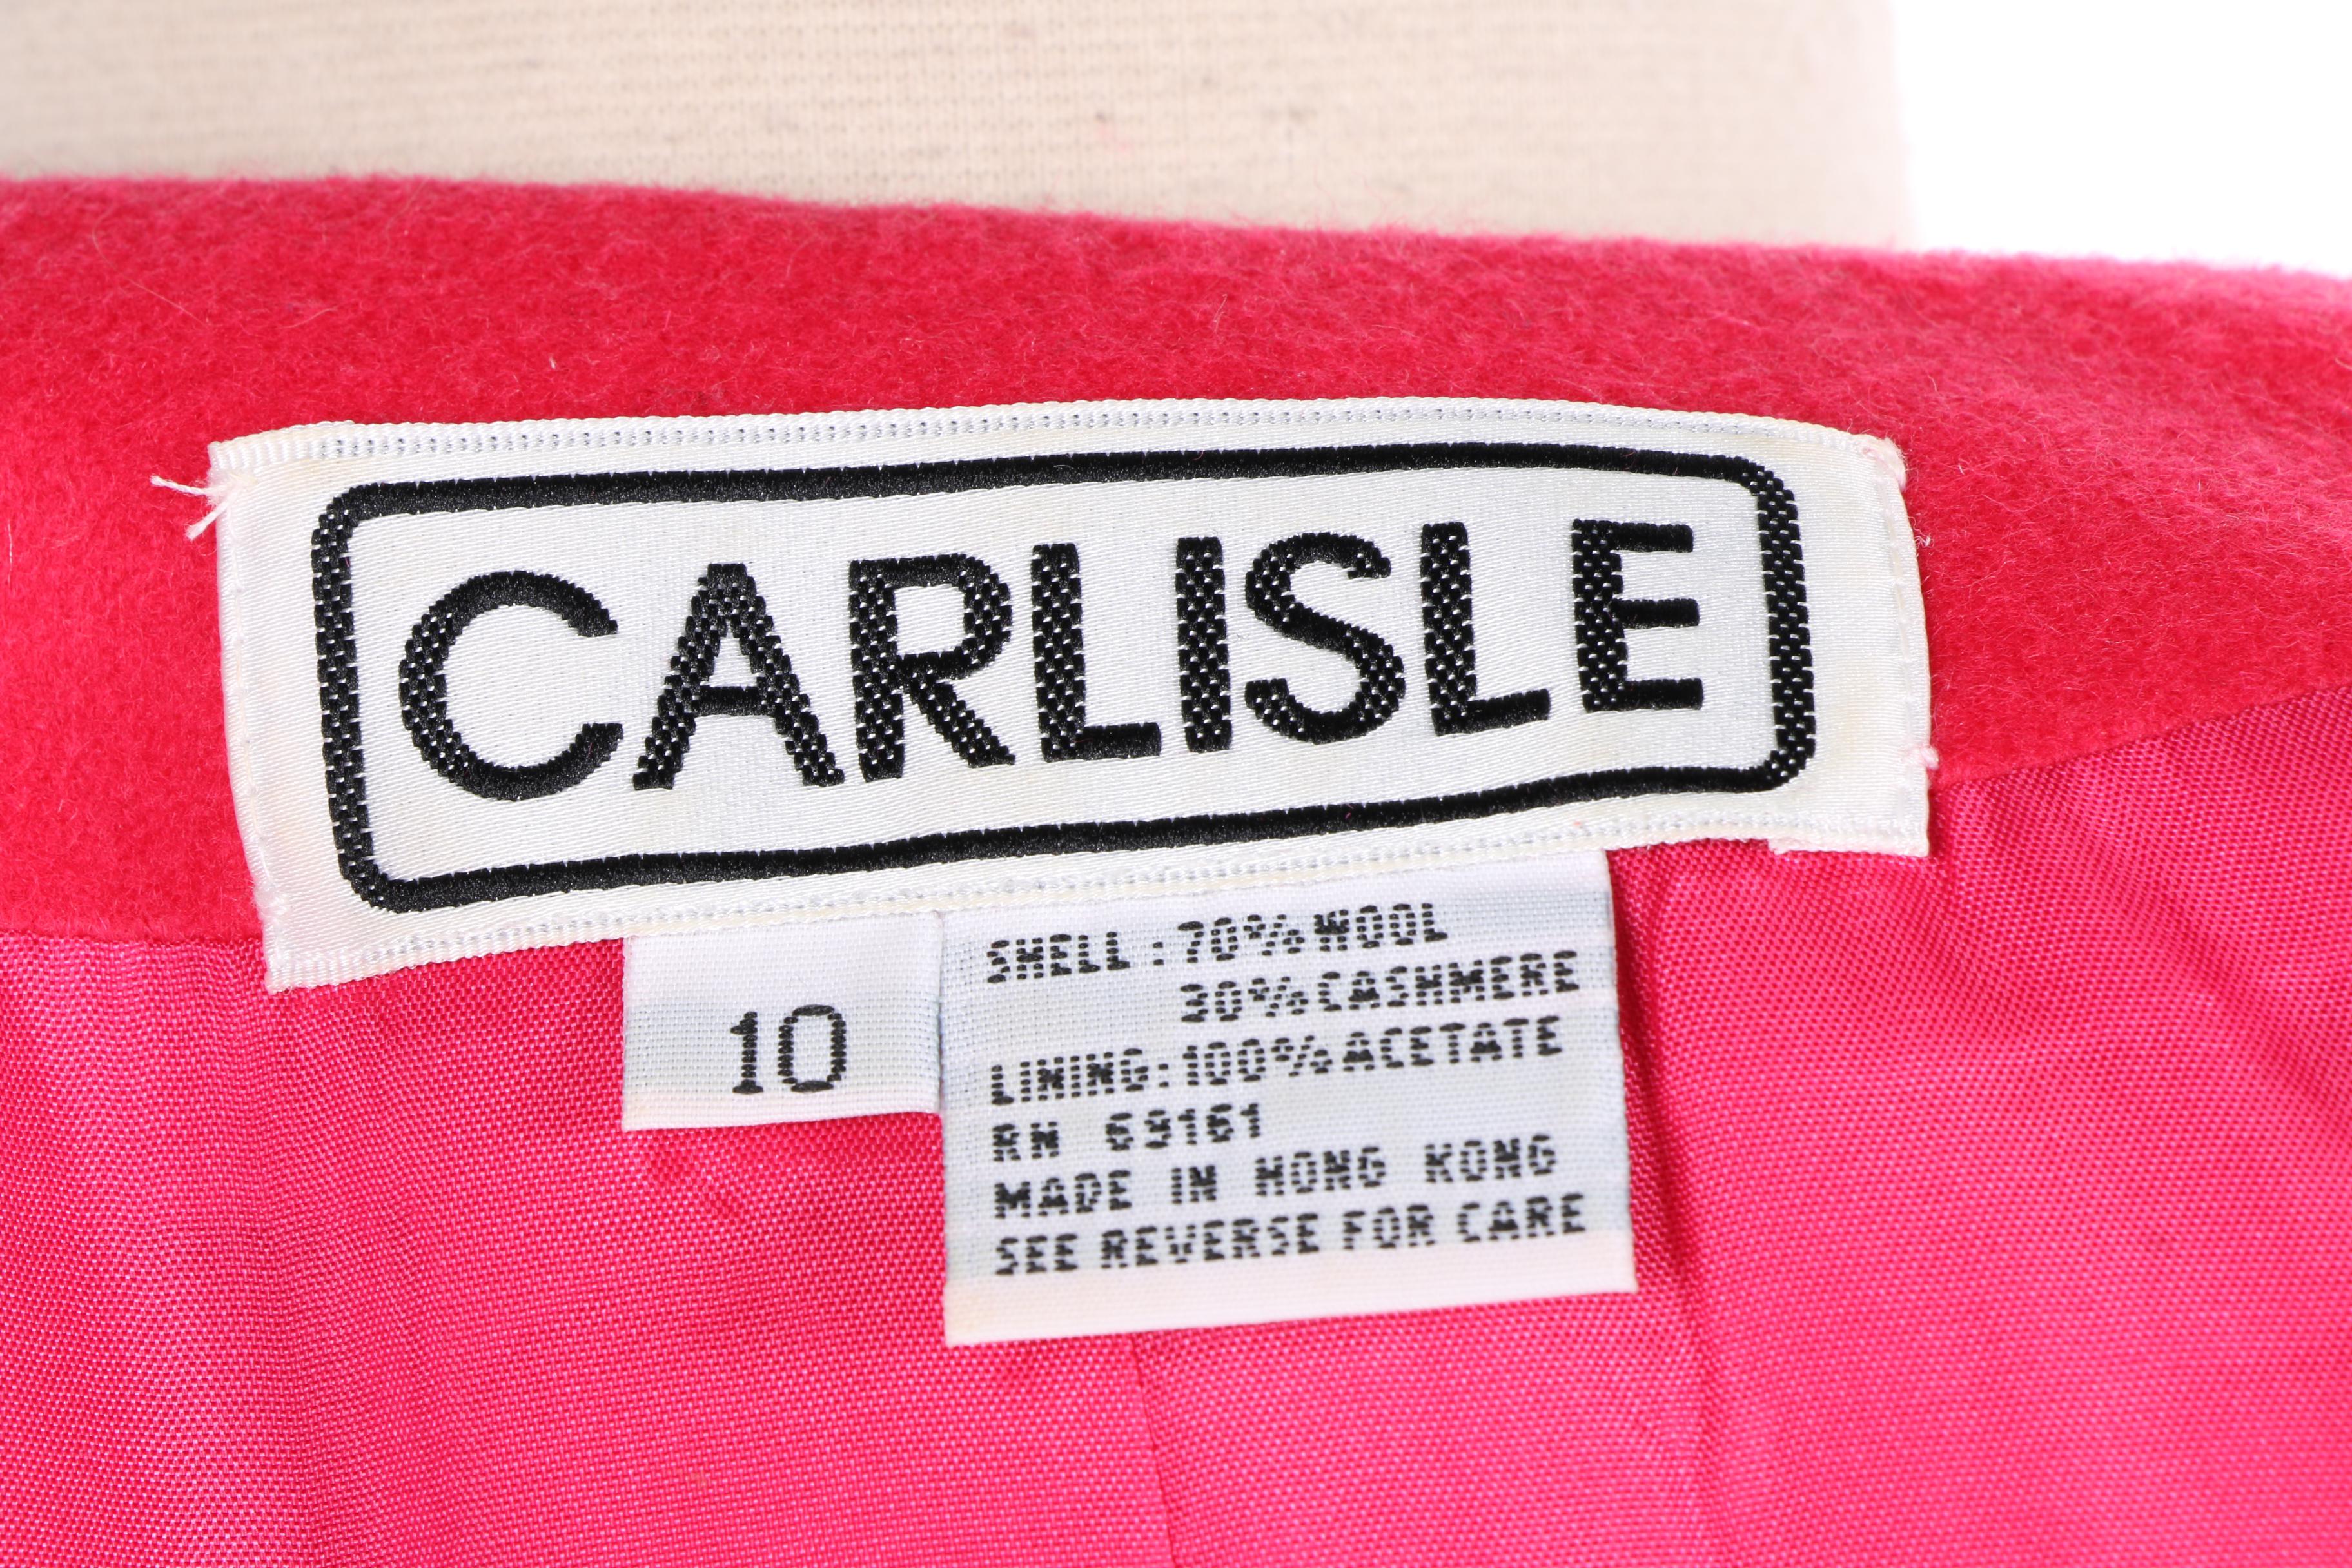 CARLISLE
10
SHELL: 70% WOOL
30% CASHMERE
LINING: 100% ACETATE
RN 69161
MADE IN HONG KONG
SEE REVERSE FOR CARE